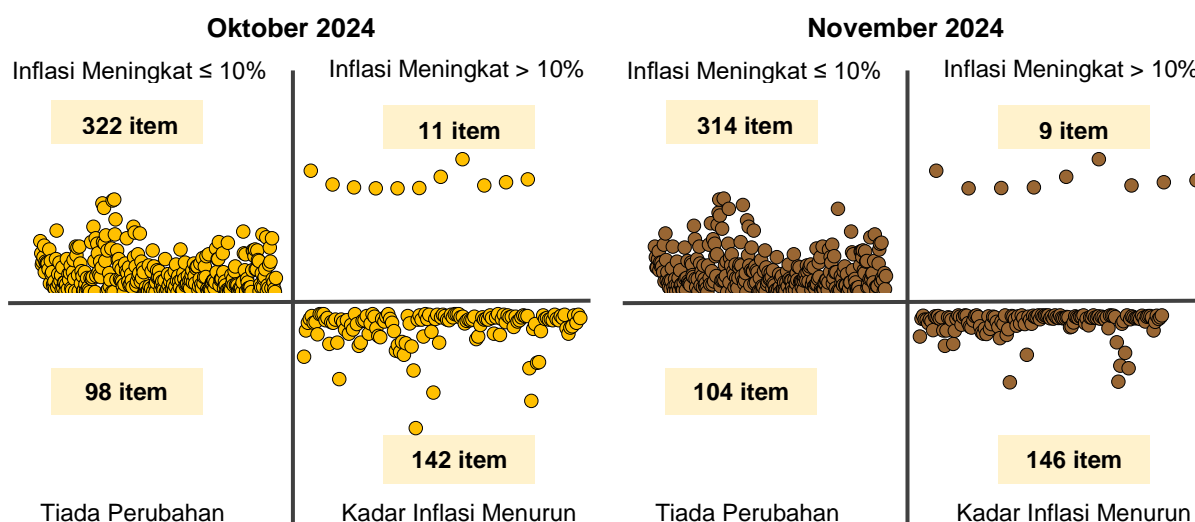 Oktober 2024
Inflasi Meningkat ≤ 10%
Inflasi Meningkat > 10%
322 item
11 item
98 item
142 item
Tiada Perubahan
Kadar Inflasi Menurun
November 2024
Inflasi Meningkat ≤ 10%
Inflasi Meningkat > 10%
314 item
9 item
104 item
146 item
Tiada Perubahan
Kadar Inflasi Menurun